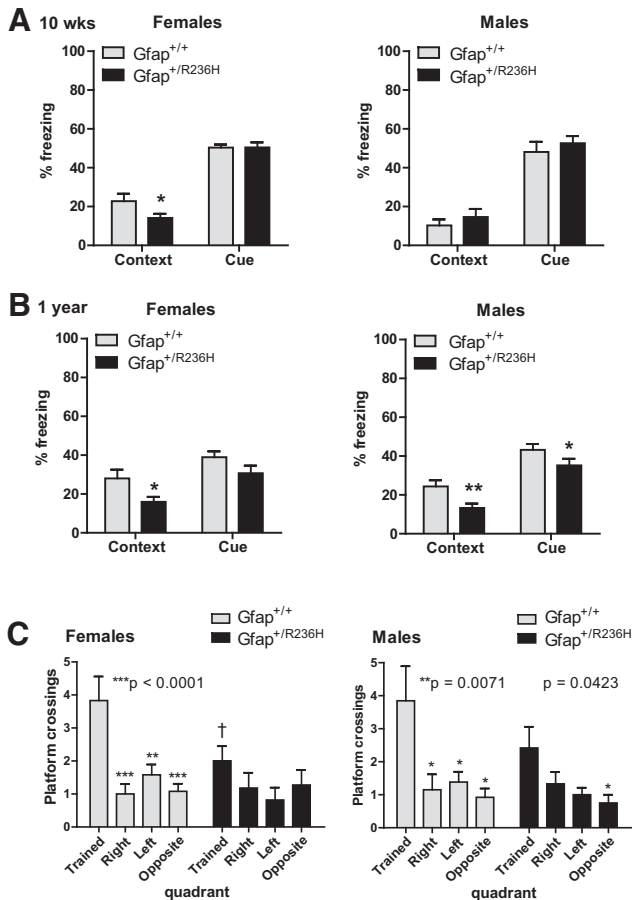 A 10 wks Females Males
100
80
60
40
20
0
% freezing
Gfap+/+
Gfap+/R236H
*
Context Cue
100
80
60
40
20
0
% freezing
Gfap+/+
Gfap+/R236H
Context Cue
B 1 year Females Males
100
80
60
40
20
0
% freezing
Gfap+/+
Gfap+/R236H
*
Context Cue
100
80
60
40
20
0
% freezing
Gfap+/+
Gfap+/R236H
**
*
Context Cue
C Females
Gfap+/+
Gfap+/R236H
5
4
3
2
1
0
Platform crossings
***p < 0.0001
†
*** ** ***
Trained Right Left Opposite Trained Right Left Opposite
quadrant
Males
Gfap+/+
Gfap+/R236H
5
4
3
2
1
0
Platform crossings
**p = 0.0071 p = 0.0423
* * * *
Trained Right Left Opposite Trained Right Left Opposite
quadrant